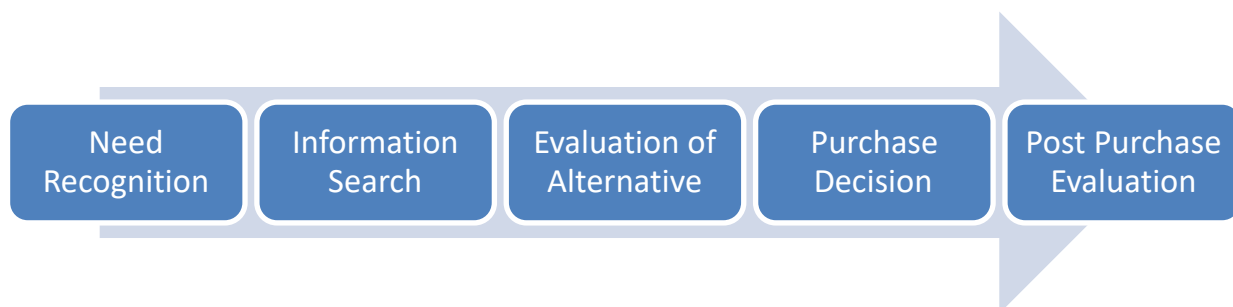 Need
Recognition
Information
Search
Evaluation of
Alternative
Purchase
Decision
Post Purchase
Evaluation